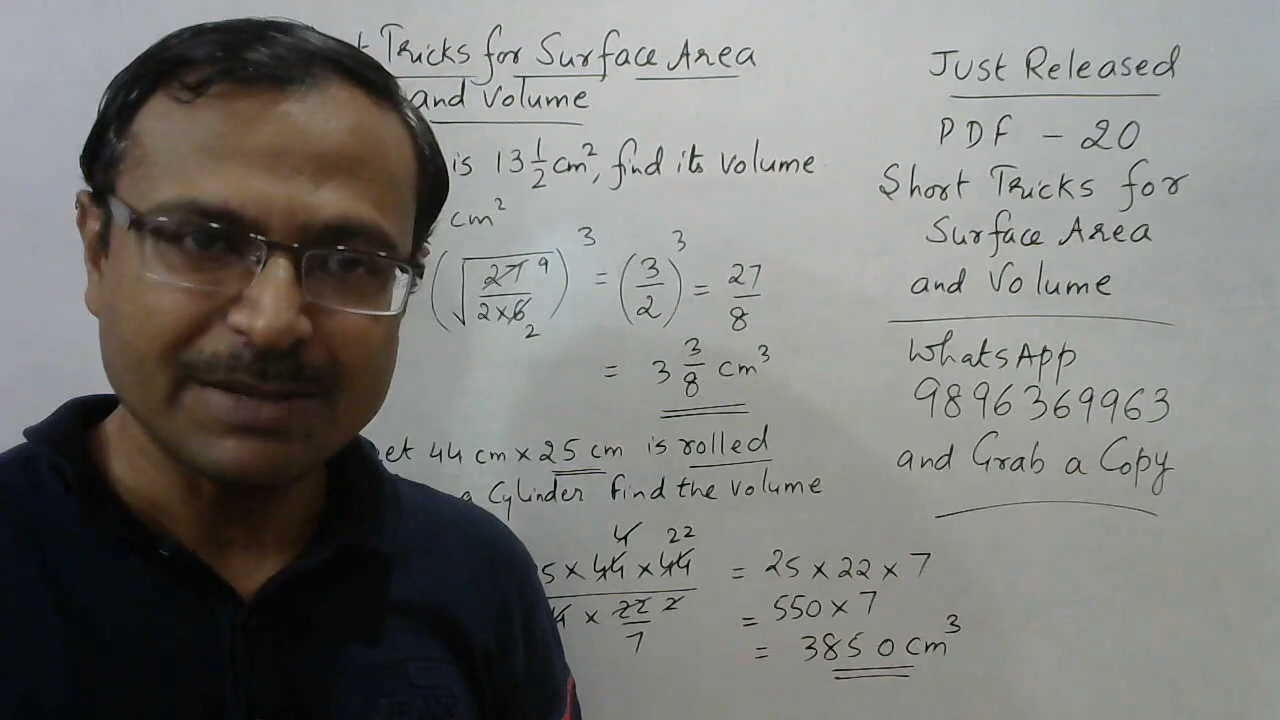 Tricks for Surface Area
and Volume
is 13 1/2 cm², find its volume
cm²
(√(27 9 / 2×6 2))³ = (3/2)³ = 27/8
= 3 3/8 cm³
44 cm × 25 cm is rolled
a Cylinder find the volume
4 22
5 × 44 × 44 / 4 × 22/7 2 = 25 × 22 × 7
= 550 × 7
= 3850 cm³
Just Released
PDF - 20
Short Tricks for
Surface Area
and Volume
WhatsApp
9896369963
and Grab a Copy